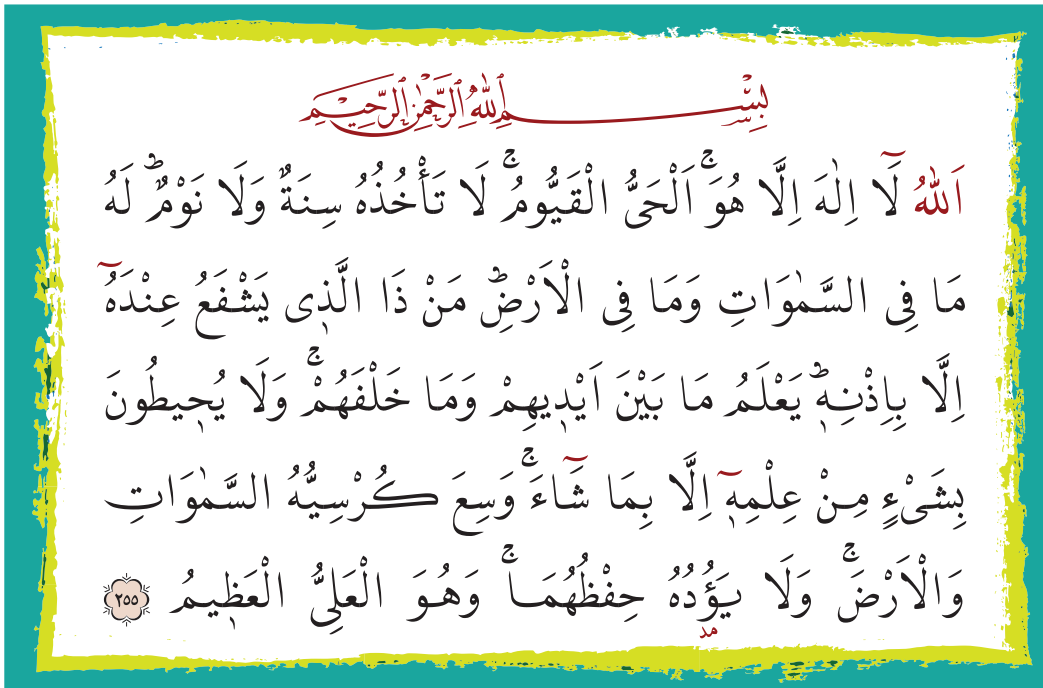 بِسْمِ اللّٰهِ الرَّحْمٰنِ الرَّحِيمِ
اَللّٰهُ لَٓا اِلٰهَ اِلَّا هُوَۚ اَلْحَىُّ الْقَيُّومُۚ لَا تَأْخُذُهُ سِنَةٌ وَلَا نَوْمٌؕ لَهُ
مَا فِى السَّمٰوَاتِ وَمَا فِى الْاَرْضِؕ مَنْ ذَا الَّذٖى يَشْفَعُ عِنْدَهُٓ
اِلَّا بِاِذْنِهٖؕ يَعْلَمُ مَا بَيْنَ اَيْدٖيهِمْ وَمَا خَلْفَهُمْۚ وَلَا يُحٖيطُونَ
بِشَىْءٍ مِنْ عِلْمِهٖٓ اِلَّا بِمَا شَٓاءَۚ وَسِعَ كُرْسِيُّهُ السَّمٰوَاتِ
وَالْاَرْضَۚ وَلَا يَؤُدُهُ حِفْظُهُمَاۚ وَهُوَ الْعَلِىُّ الْعَظٖيمُ ٢٥٥
مد